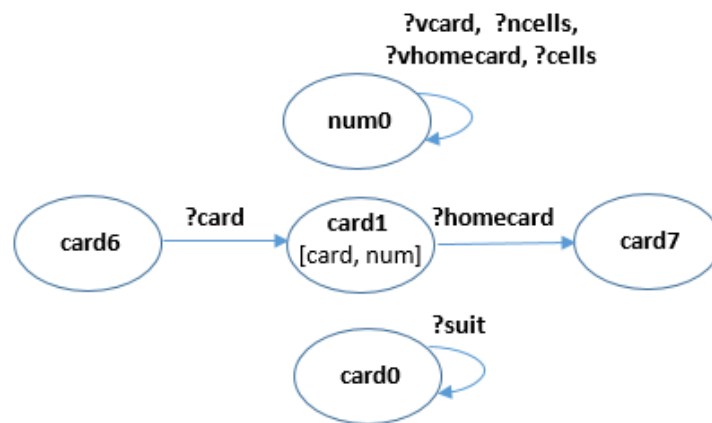 ?vcard, ?ncells,
?vhomecard, ?cells
num0
?card
?homecard
card6
card1
[card, num]
card7
?suit
card0